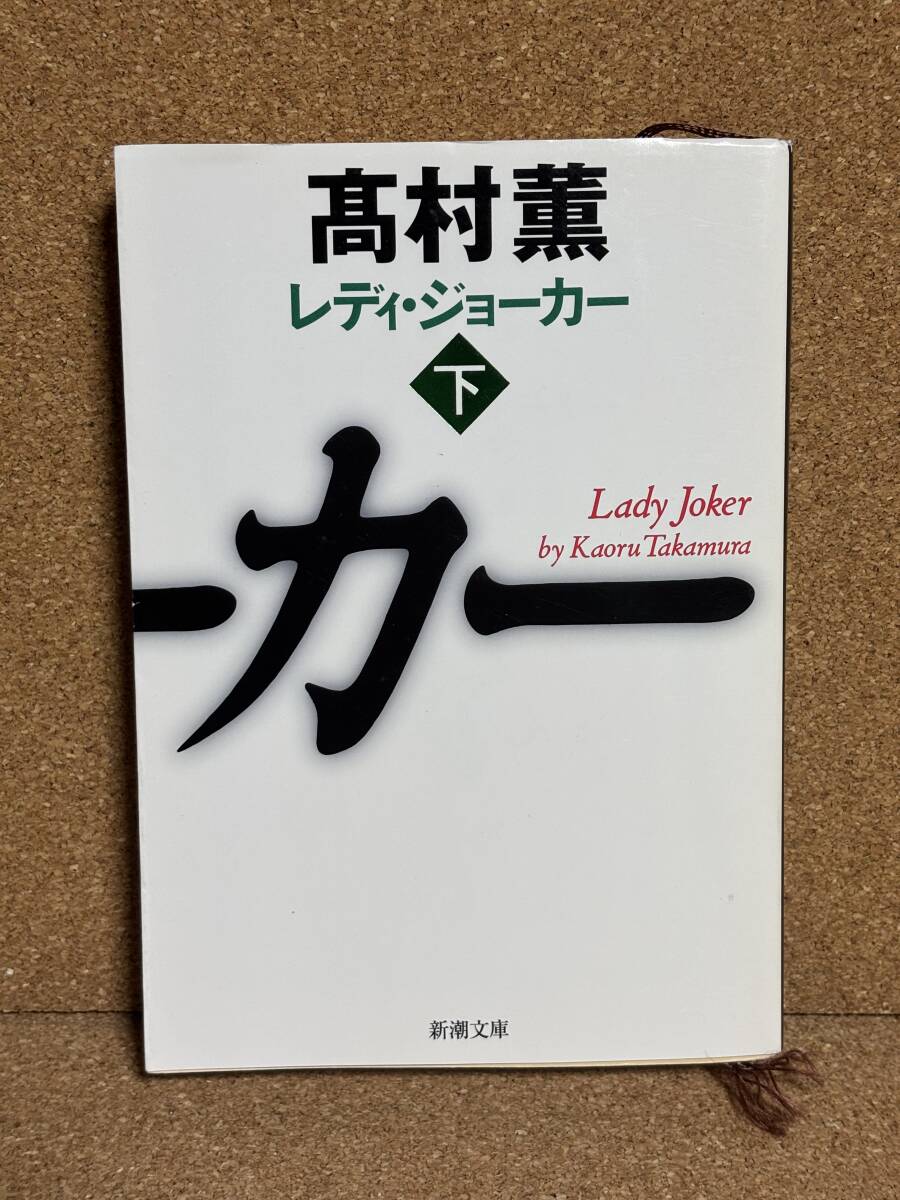 髙村薫
レディ・ジョーカー
下
Lady Joker
by Kaoru Takamura
ーカー
新潮文庫